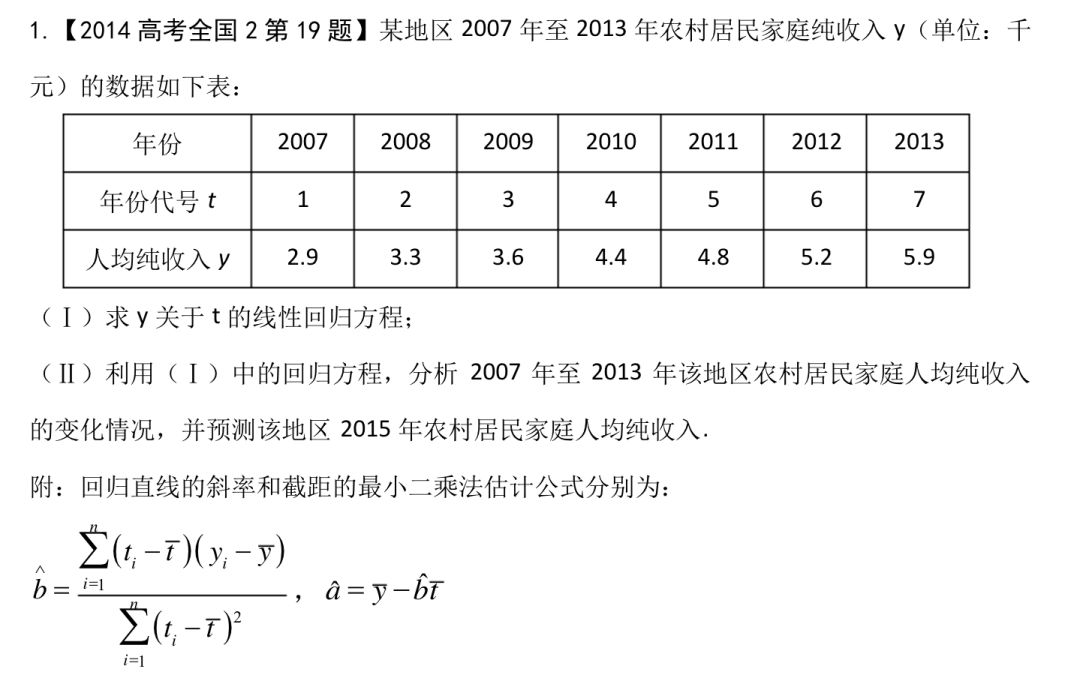 1.【2014 高考全国 2 第 19 题】某地区 2007 年至 2013 年农村居民家庭纯收入 y（单位：千
元）的数据如下表：
年份 2007 2008 2009 2010 2011 2012 2013
年份代号 t 1 2 3 4 5 6 7
人均纯收入 y 2.9 3.3 3.6 4.4 4.8 5.2 5.9
（Ⅰ）求 y 关于 t 的线性回归方程；
（Ⅱ）利用（Ⅰ）中的回归方程，分析 2007 年至 2013 年该地区农村居民家庭人均纯收入
的变化情况，并预测该地区 2015 年农村居民家庭人均纯收入.
附：回归直线的斜率和截距的最小二乘法估计公式分别为：
$\hat{b}=\frac{\sum_{i=1}^{n}(t_i-\overline{t})(y_i-\overline{y})}{\sum_{i=1}^{n}(t_i-\overline{t})^2}$，$\hat{a}=\overline{y}-\hat{b}\overline{t}$